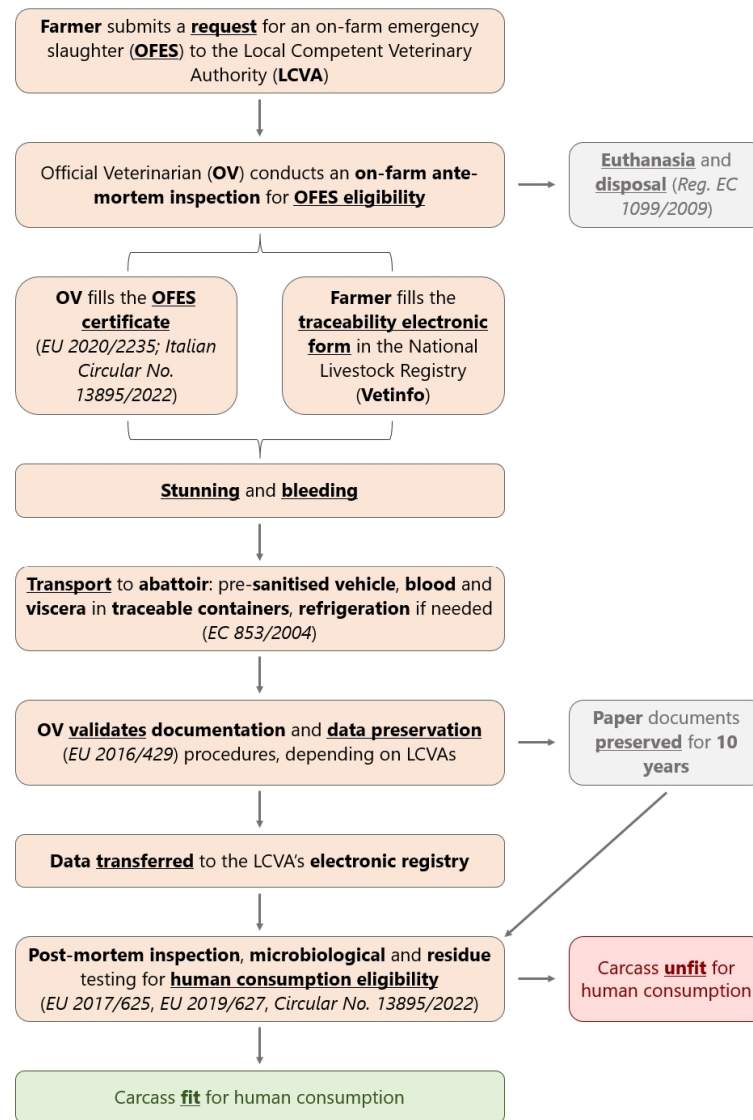 Farmer submits a request for an on-farm emergency
slaughter (OFES) to the Local Competent Veterinary
Authority (LCVA)
Official Veterinarian (OV) conducts an on-farm ante-
mortem inspection for OFES eligibility
Euthanasia and
disposal (Reg. EC
1099/2009)
OV fills the OFES
certificate
(EU 2020/2235; Italian
Circular No.
13895/2022)
Farmer fills the
traceability electronic
form in the National
Livestock Registry
(Vetinfo)
Stunning and bleeding
Transport to abattoir: pre-sanitised vehicle, blood and
viscera in traceable containers, refrigeration if needed
(EC 853/2004)
OV validates documentation and data preservation
(EU 2016/429) procedures, depending on LCVAs
Paper documents
preserved for 10
years
Data transferred to the LCVA's electronic registry
Post-mortem inspection, microbiological and residue
testing for human consumption eligibility
(EU 2017/625, EU 2019/627, Circular No. 13895/2022)
Carcass unfit for
human consumption
Carcass fit for human consumption